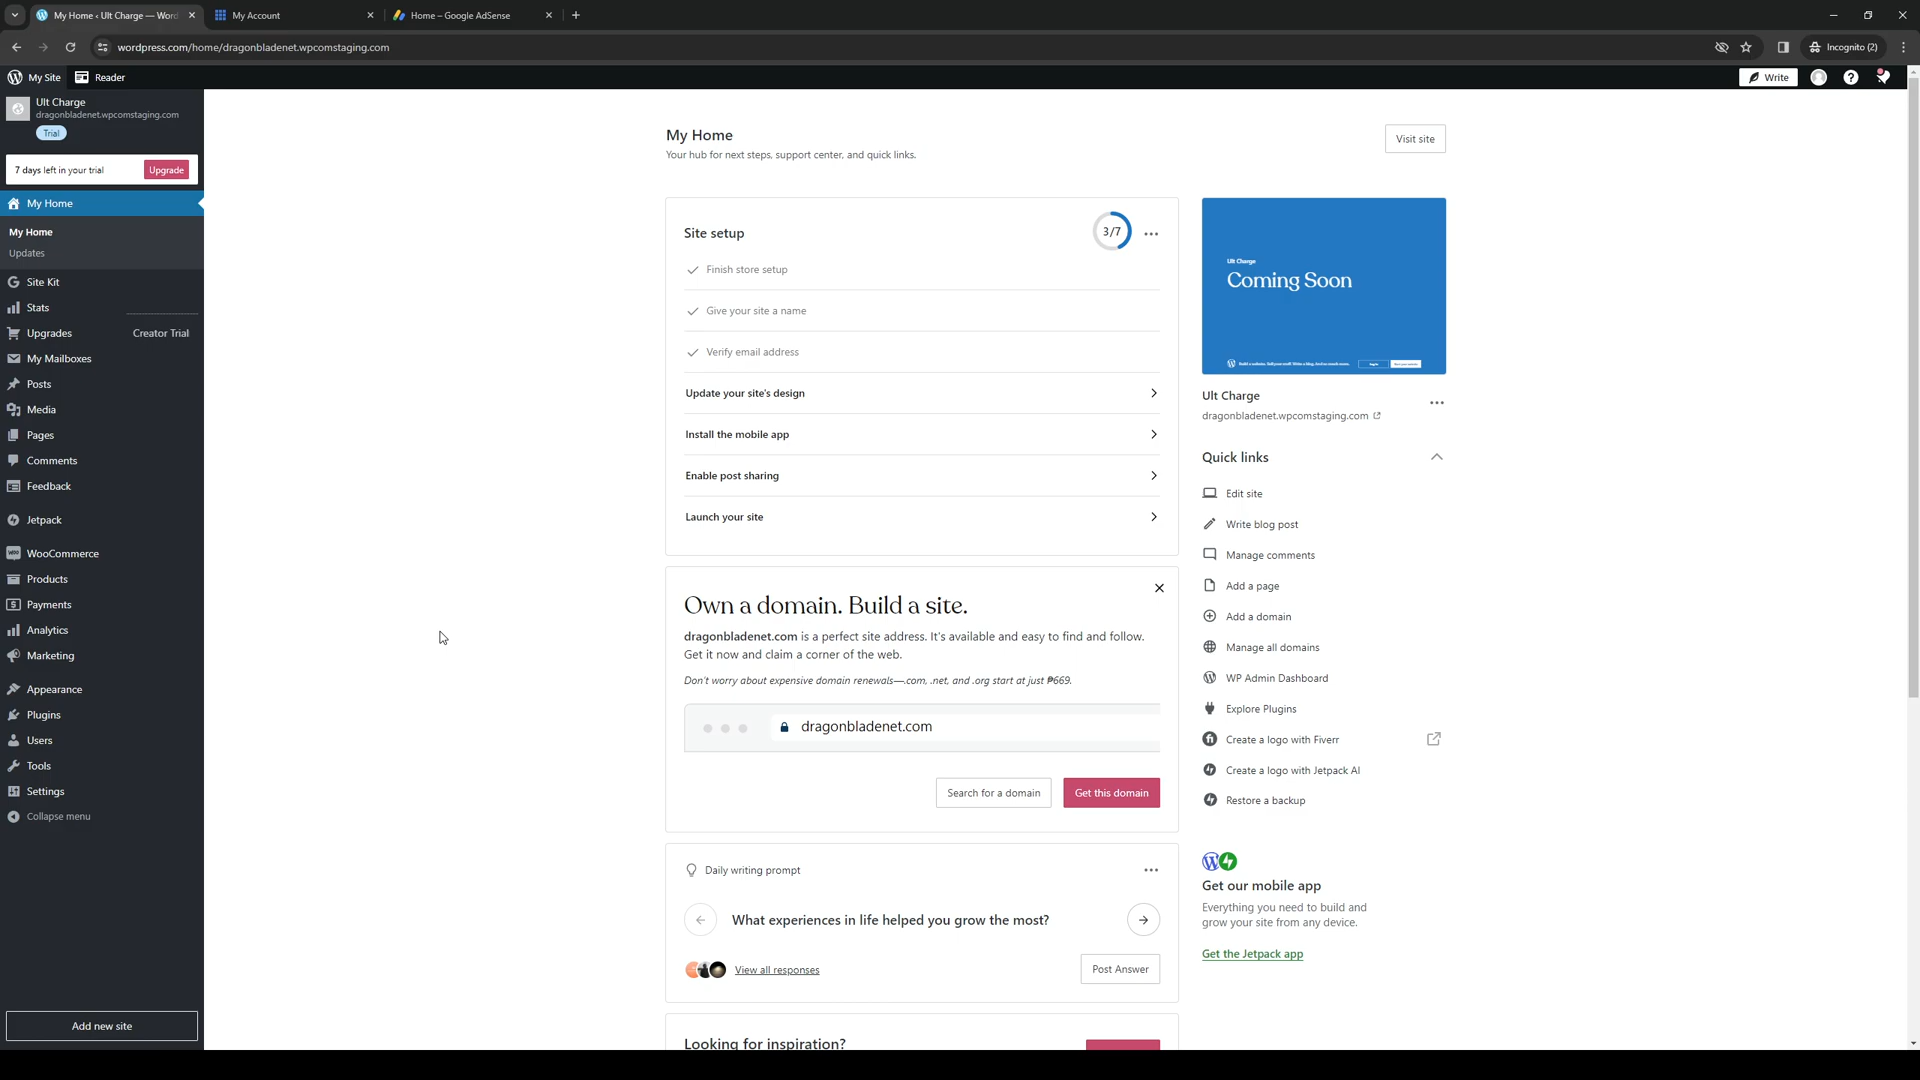 My Home ‹ Ult Charge — Word
My Account
Home – Google AdSense
wordpress.com/home/dragonbladenet.wpcomstaging.com
Incognito (2)
My Site
Reader
Write
Ult Charge
dragonbladenet.wpcomstaging.com
Trial
7 days left in your trial
Upgrade
My Home
My Home
Updates
Site Kit
Stats
Upgrades
Creator Trial
My Mailboxes
Posts
Media
Pages
Comments
Feedback
Jetpack
WooCommerce
Products
Payments
Analytics
Marketing
Appearance
Plugins
Users
Tools
Settings
Collapse menu
Add new site
My Home
Your hub for next steps, support center, and quick links.
Visit site
Site setup
3/7
Finish store setup
Give your site a name
Verify email address
Update your site's design
Install the mobile app
Enable post sharing
Launch your site
Own a domain. Build a site.
dragonbladenet.com is a perfect site address. It's available and easy to find and follow.
Get it now and claim a corner of the web.
Don't worry about expensive domain renewals—.com, .net, and .org start at just ₱669.
dragonbladenet.com
Search for a domain
Get this domain
Daily writing prompt
What experiences in life helped you grow the most?
View all responses
Post Answer
Looking for inspiration?
Ult Charge
Coming Soon
Ult Charge
dragonbladenet.wpcomstaging.com
Quick links
Edit site
Write blog post
Manage comments
Add a page
Add a domain
Manage all domains
WP Admin Dashboard
Explore Plugins
Create a logo with Fiverr
Create a logo with Jetpack AI
Restore a backup
Get our mobile app
Everything you need to build and
grow your site from any device.
Get the Jetpack app